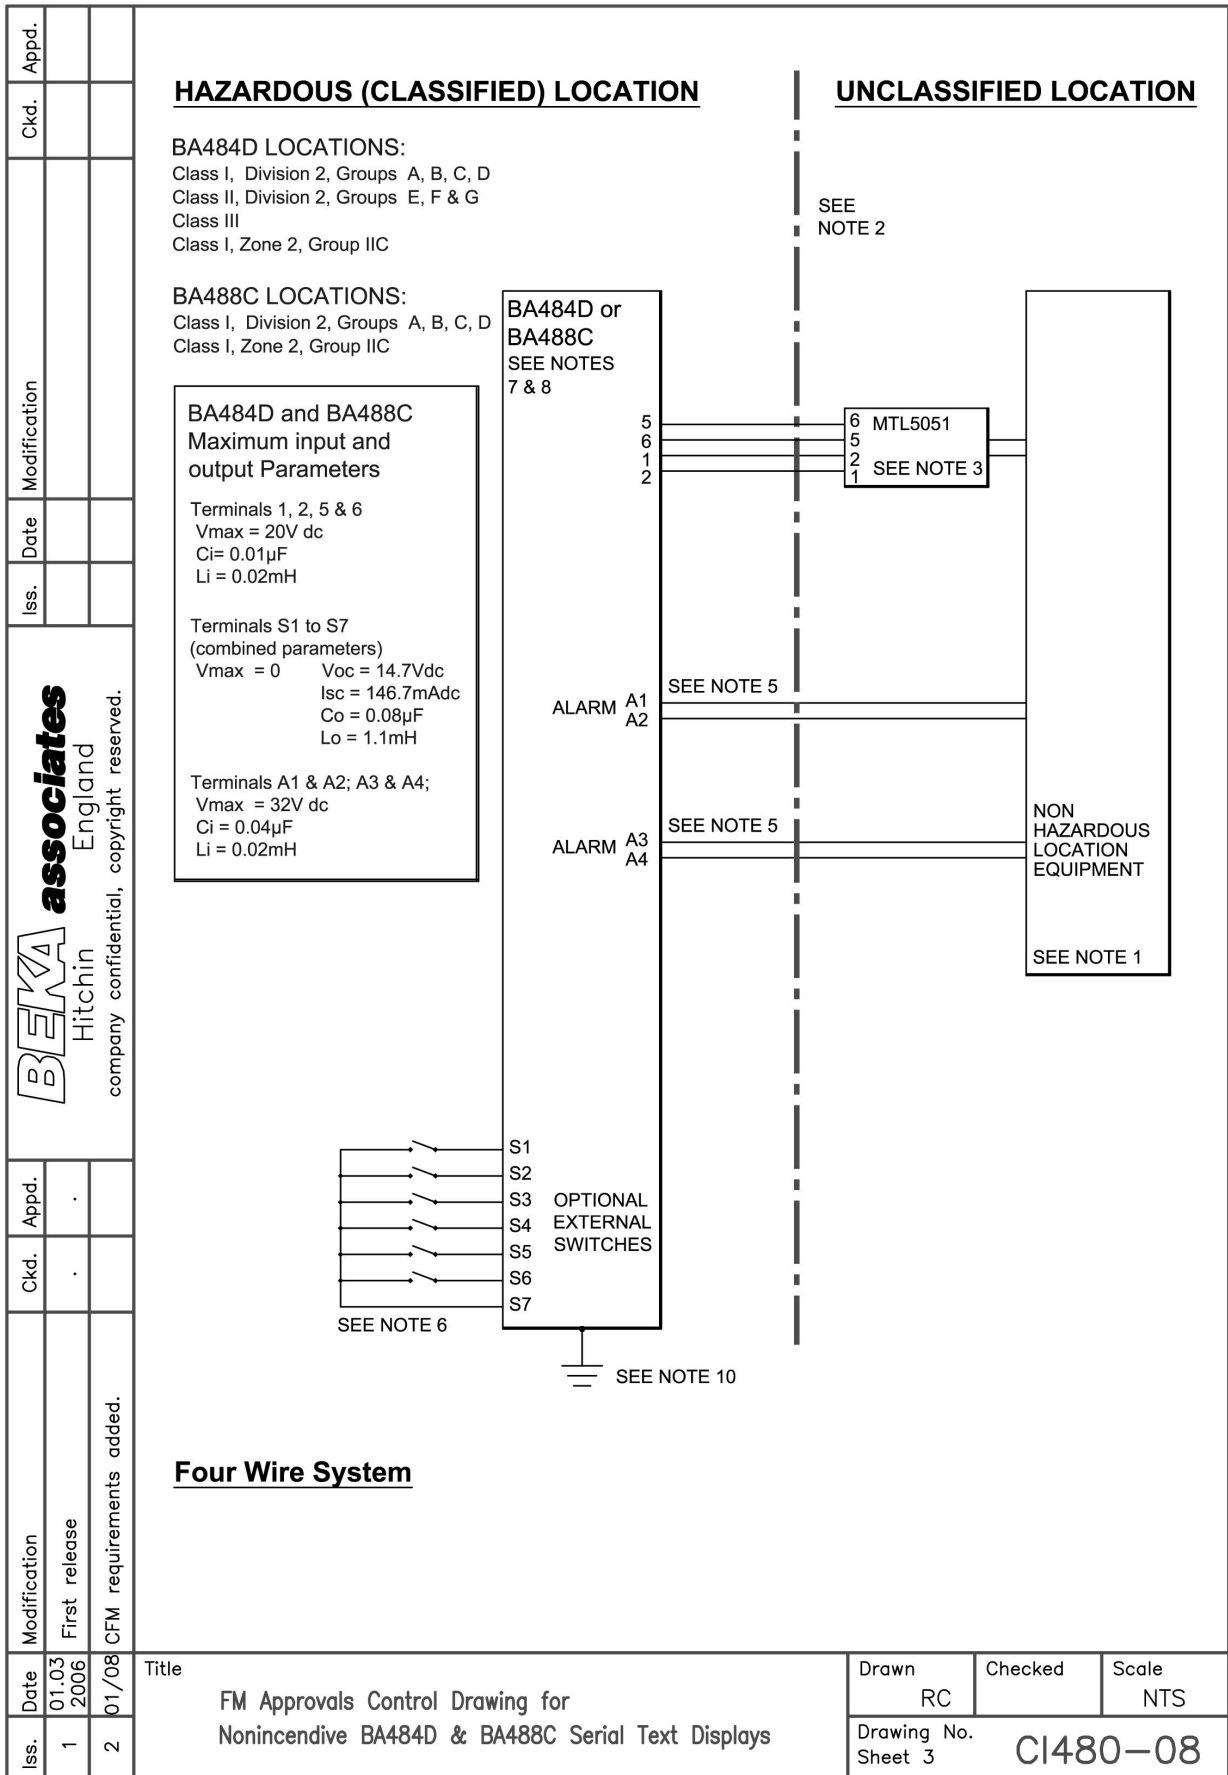 HAZARDOUS (CLASSIFIED) LOCATION
UNCLASSIFIED LOCATION
BA484D LOCATIONS:
Class I, Division 2, Groups A, B, C, D
Class II, Division 2, Groups E, F & G
Class III
Class I, Zone 2, Group IIC
SEE
NOTE 2
BA488C LOCATIONS:
Class I, Division 2, Groups A, B, C, D
Class I, Zone 2, Group IIC
BA484D or
BA488C
SEE NOTES
7 & 8
BA484D and BA488C
Maximum input and
output Parameters
Terminals 1, 2, 5 & 6
Vmax = 20V dc
Ci= 0.01µF
Li = 0.02mH
Terminals S1 to S7
(combined parameters)
Vmax = 0 Voc = 14.7Vdc
Isc = 146.7mAdc
Co = 0.08µF
Lo = 1.1mH
Terminals A1 & A2; A3 & A4;
Vmax = 32V dc
Ci = 0.04µF
Li = 0.02mH
5
6
1
2
6
5
2
1
MTL5051
SEE NOTE 3
SEE NOTE 5
ALARM A1
A2
SEE NOTE 5
ALARM A3
A4
NON
HAZARDOUS
LOCATION
EQUIPMENT
SEE NOTE 1
S1
S2
S3
S4
S5
S6
S7
OPTIONAL
EXTERNAL
SWITCHES
SEE NOTE 6
SEE NOTE 10
Four Wire System
Title
FM Approvals Control Drawing for
Nonincendive BA484D & BA488C Serial Text Displays
Drawn
RC
Checked
Scale
NTS
Drawing No.
Sheet 3
CI480-08
Iss. Date Modification Ckd. Appd.
1 01.03 2006 First release . .
2 01/08 CFM requirements added.
BEKA associates
Hitchin England
company confidential, copyright reserved.
Iss. Date Modification Ckd. Appd.